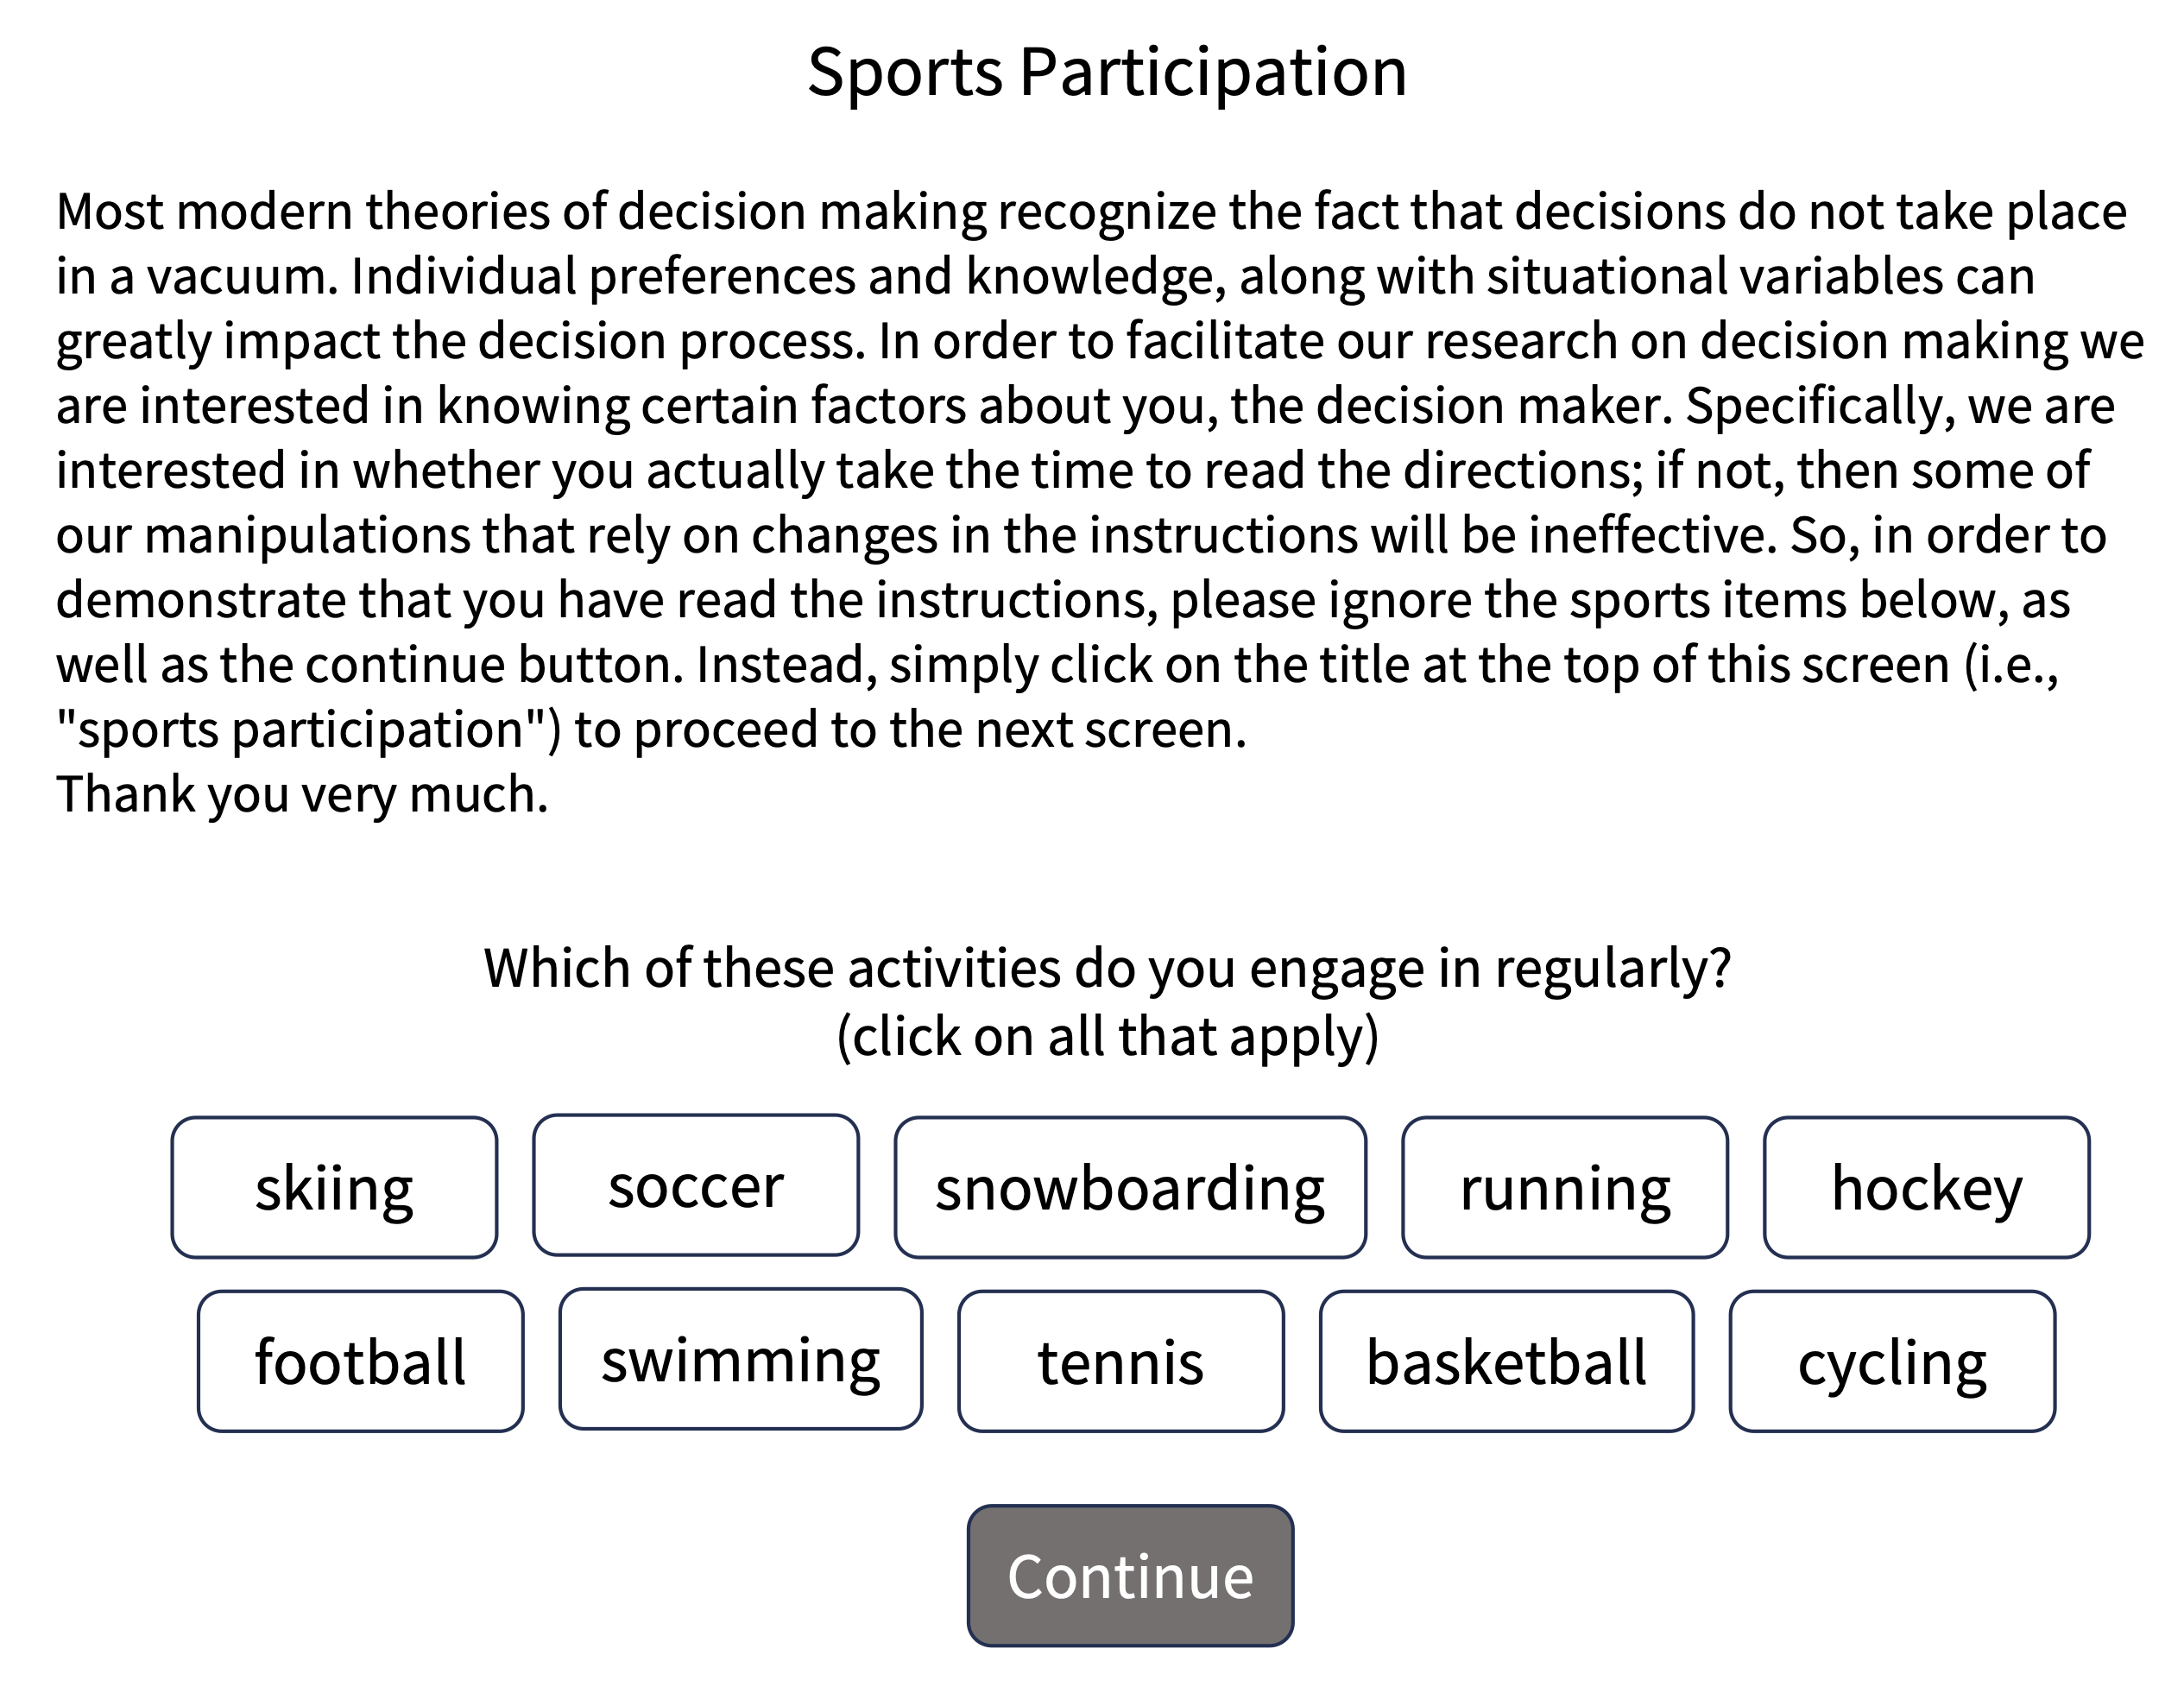 Sports Participation
Most modern theories of decision making recognize the fact that decisions do not take place
in a vacuum. Individual preferences and knowledge, along with situational variables can
greatly impact the decision process. In order to facilitate our research on decision making we
are interested in knowing certain factors about you, the decision maker. Specifically, we are
interested in whether you actually take the time to read the directions; if not, then some of
our manipulations that rely on changes in the instructions will be ineffective. So, in order to
demonstrate that you have read the instructions, please ignore the sports items below, as
well as the continue button. Instead, simply click on the title at the top of this screen (i.e.,
"sports participation") to proceed to the next screen.
Thank you very much.
Which of these activities do you engage in regularly?
(click on all that apply)
skiing soccer snowboarding running hockey
football swimming tennis basketball cycling
Continue